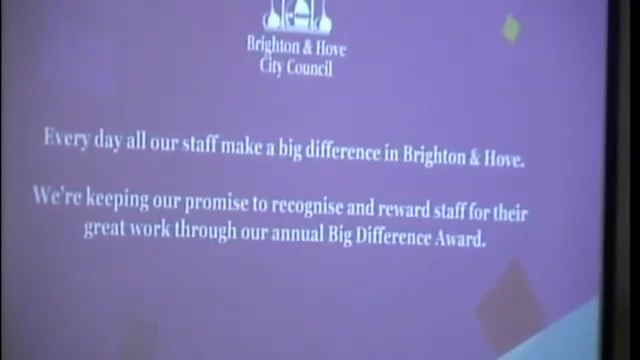 Brighton & Hove
City Council
Every day all our staff make a big difference in Brighton & Hove.
We're keeping our promise to recognise and reward staff for their
great work through our annual Big Difference Award.